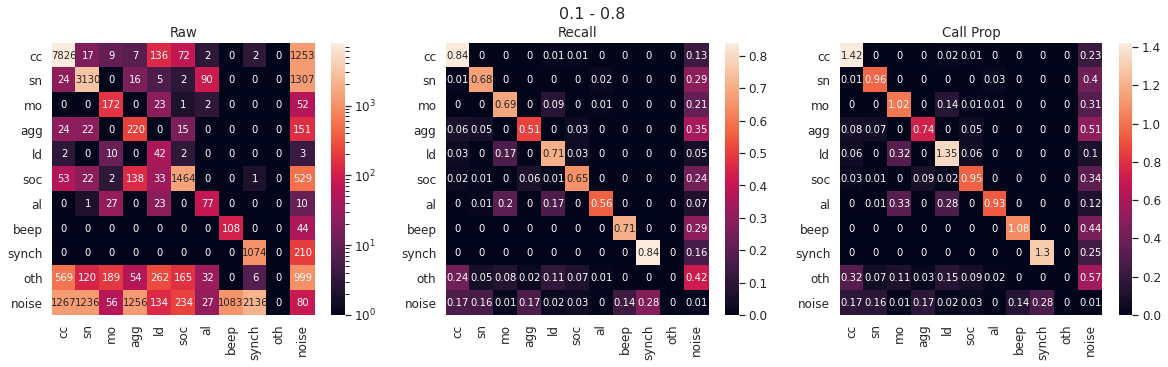 0.1 - 0.8
Raw
cc 7826 17 9 7 136 72 2 0 2 0 1253
sn 24 3130 0 16 5 2 90 0 0 0 1307
mo 0 0 172 0 23 1 2 0 0 0 52
agg 24 22 0 220 0 15 0 0 0 0 151
ld 2 0 10 0 42 2 0 0 0 0 3
soc 53 22 2 138 33 1464 0 0 1 0 529
al 0 1 27 0 23 0 77 0 0 0 10
beep 0 0 0 0 0 0 0 108 0 0 44
synch 0 0 0 0 0 0 0 0 1074 0 210
oth 569 120 189 54 262 165 32 0 6 0 999
noise 1267 1236 56 1256 134 234 27 1083 2136 0 80
cc sn mo agg ld soc al beep synch oth noise
10³
10²
10¹
10⁰
Recall
0.84 0 0 0 0.01 0.01 0 0 0 0 0.13
0.01 0.68 0 0 0 0 0.02 0 0 0 0.29
0 0 0.69 0 0.09 0 0.01 0 0 0 0.21
0.06 0.05 0 0.51 0 0.03 0 0 0 0 0.35
0.03 0 0.17 0 0.71 0.03 0 0 0 0 0.05
0.02 0.01 0 0.06 0.01 0.65 0 0 0 0 0.24
0 0.01 0.2 0 0.17 0 0.56 0 0 0 0.07
0 0 0 0 0 0 0 0.71 0 0 0.29
0 0 0 0 0 0 0 0 0.84 0 0.16
0.24 0.05 0.08 0.02 0.11 0.07 0.01 0 0 0 0.42
0.17 0.16 0.01 0.17 0.02 0.03 0 0.14 0.28 0 0.01
cc sn mo agg ld soc al beep synch oth noise
0.8
0.7
0.6
0.5
0.4
0.3
0.2
0.1
0.0
Call Prop
cc 1.42 0 0 0 0.02 0.01 0 0 0 0 0.23
sn 0.01 0.96 0 0 0 0 0.03 0 0 0 0.4
mo 0 0 1.02 0 0.14 0.01 0.01 0 0 0 0.31
agg 0.08 0.07 0 0.74 0 0.05 0 0 0 0 0.51
ld 0.06 0 0.32 0 1.35 0.06 0 0 0 0 0.1
soc 0.03 0.01 0 0.09 0.02 0.95 0 0 0 0 0.34
al 0 0.01 0.33 0 0.28 0 0.93 0 0 0 0.12
beep 0 0 0 0 0 0 0 1.08 0 0 0.44
synch 0 0 0 0 0 0 0 0 1.3 0 0.25
oth 0.32 0.07 0.11 0.03 0.15 0.09 0.02 0 0 0 0.57
noise 0.17 0.16 0.01 0.17 0.02 0.03 0 0.14 0.28 0 0.01
cc sn mo agg ld soc al beep synch oth noise
1.4
1.2
1.0
0.8
0.6
0.4
0.2
0.0